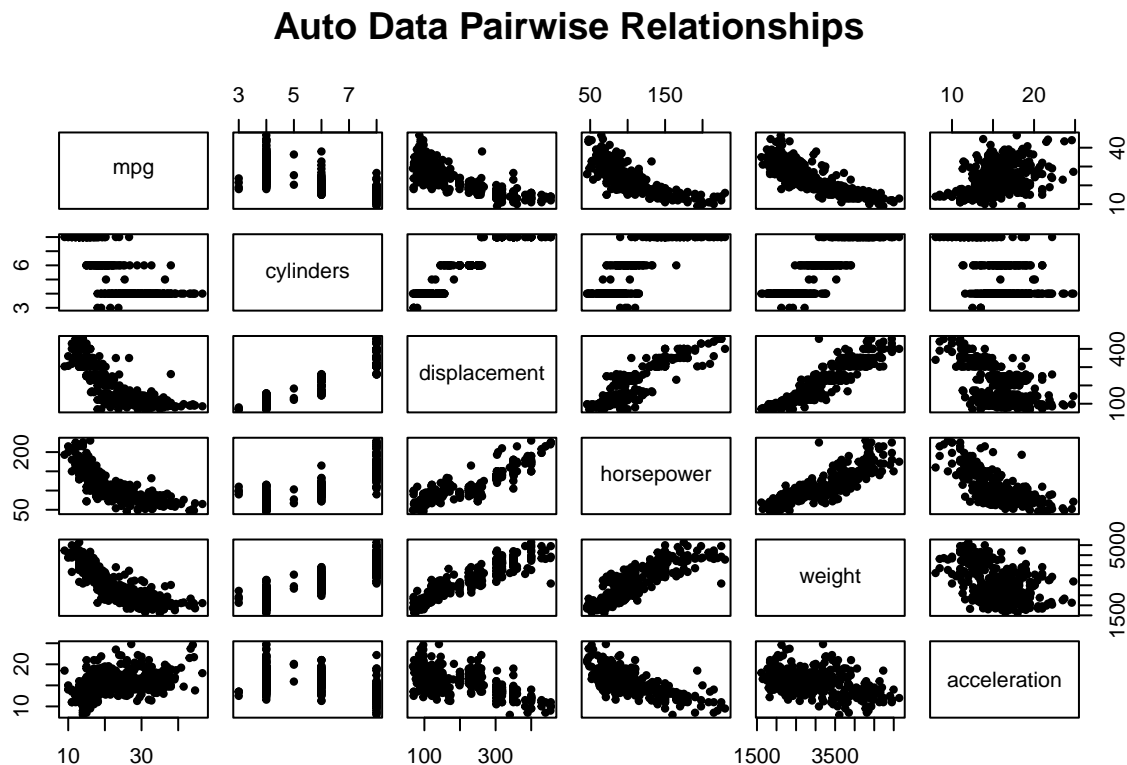 Auto Data Pairwise Relationships
3 5 7
50 150
10 20
mpg
10 40
3 6
cylinders
displacement
100 400
50 200
horsepower
weight
1500 5000
10 20
acceleration
10 30
100 300
1500 3500